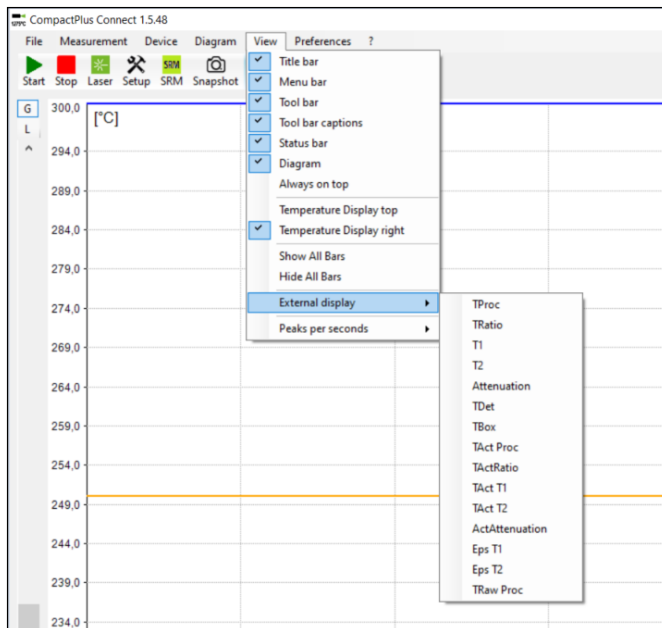 CompactPlus Connect 1.5.48
File Measurement Device Diagram View Preferences ?
Start Stop Laser Setup SRM Snapshot
SRM
Title bar
Menu bar
Tool bar
Tool bar captions
Status bar
Diagram
Always on top
Temperature Display top
Temperature Display right
Show All Bars
Hide All Bars
External display
Peaks per seconds
TProc
TRatio
T1
T2
Attenuation
TDet
TBox
TAct Proc
TActRatio
TAct T1
TAct T2
ActAttenuation
Eps T1
Eps T2
TRaw Proc
G
L
[°C]
300,0
294,0
289,0
284,0
279,0
274,0
269,0
264,0
259,0
254,0
249,0
244,0
239,0
234,0